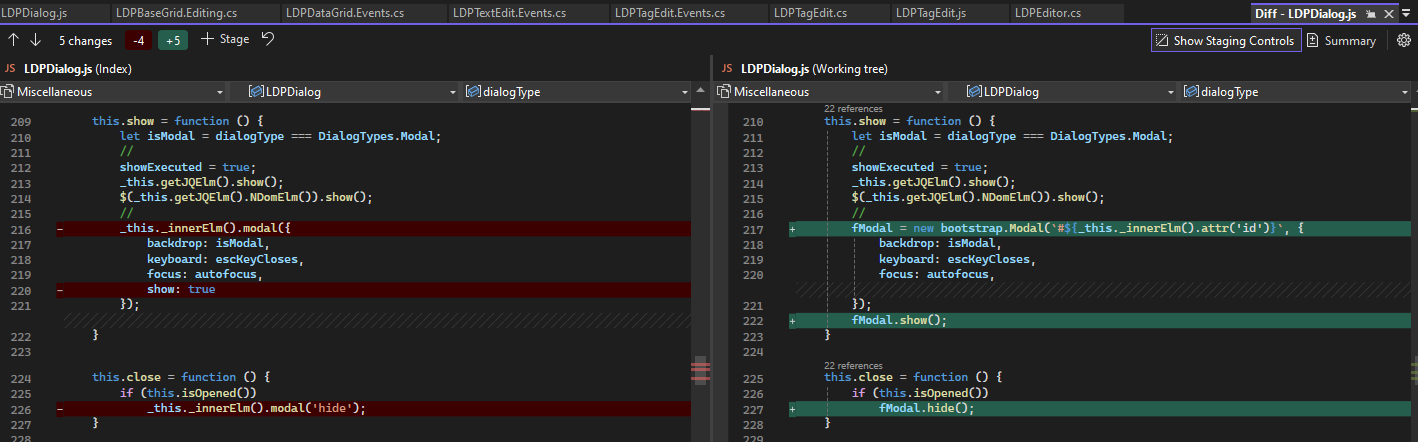 LDPDialog.js LDPBaseGrid.Editing.cs LDPDataGrid.Events.cs LDPTextEdit.Events.cs LDPTagEdit.Events.cs LDPTagEdit.cs LDPTagEdit.js LDPEditor.cs Diff - LDPDialog.js
5 changes -4 +5 Stage Show Staging Controls Summary
JS LDPDialog.js (Index)
Miscellaneous LDPDialog dialogType
209 this.show = function () {
210 let isModal = dialogType === DialogTypes.Modal;
211 //
212 showExecuted = true;
213 _this.getJQElm().show();
214 $(_this.getJQElm().NDomElm()).show();
215 //
216 - _this._innerElm().modal({
217 backdrop: isModal,
218 keyboard: escKeyCloses,
219 focus: autofocus,
220 - show: true
221 });
222 }
223
224 this.close = function () {
225 if (this.isOpened())
226 - _this._innerElm().modal('hide');
227 }
228
JS LDPDialog.js (Working tree)
Miscellaneous LDPDialog dialogType
22 references
210 this.show = function () {
211 let isModal = dialogType === DialogTypes.Modal;
212 //
213 showExecuted = true;
214 _this.getJQElm().show();
215 $(_this.getJQElm().NDomElm()).show();
216 //
217 + fModal = new bootstrap.Modal(`#${_this._innerElm().attr('id')}`, {
218 backdrop: isModal,
219 keyboard: escKeyCloses,
220 focus: autofocus,
221 });
222 + fModal.show();
223 }
224
22 references
225 this.close = function () {
226 if (this.isOpened())
227 + fModal.hide();
228 }
229